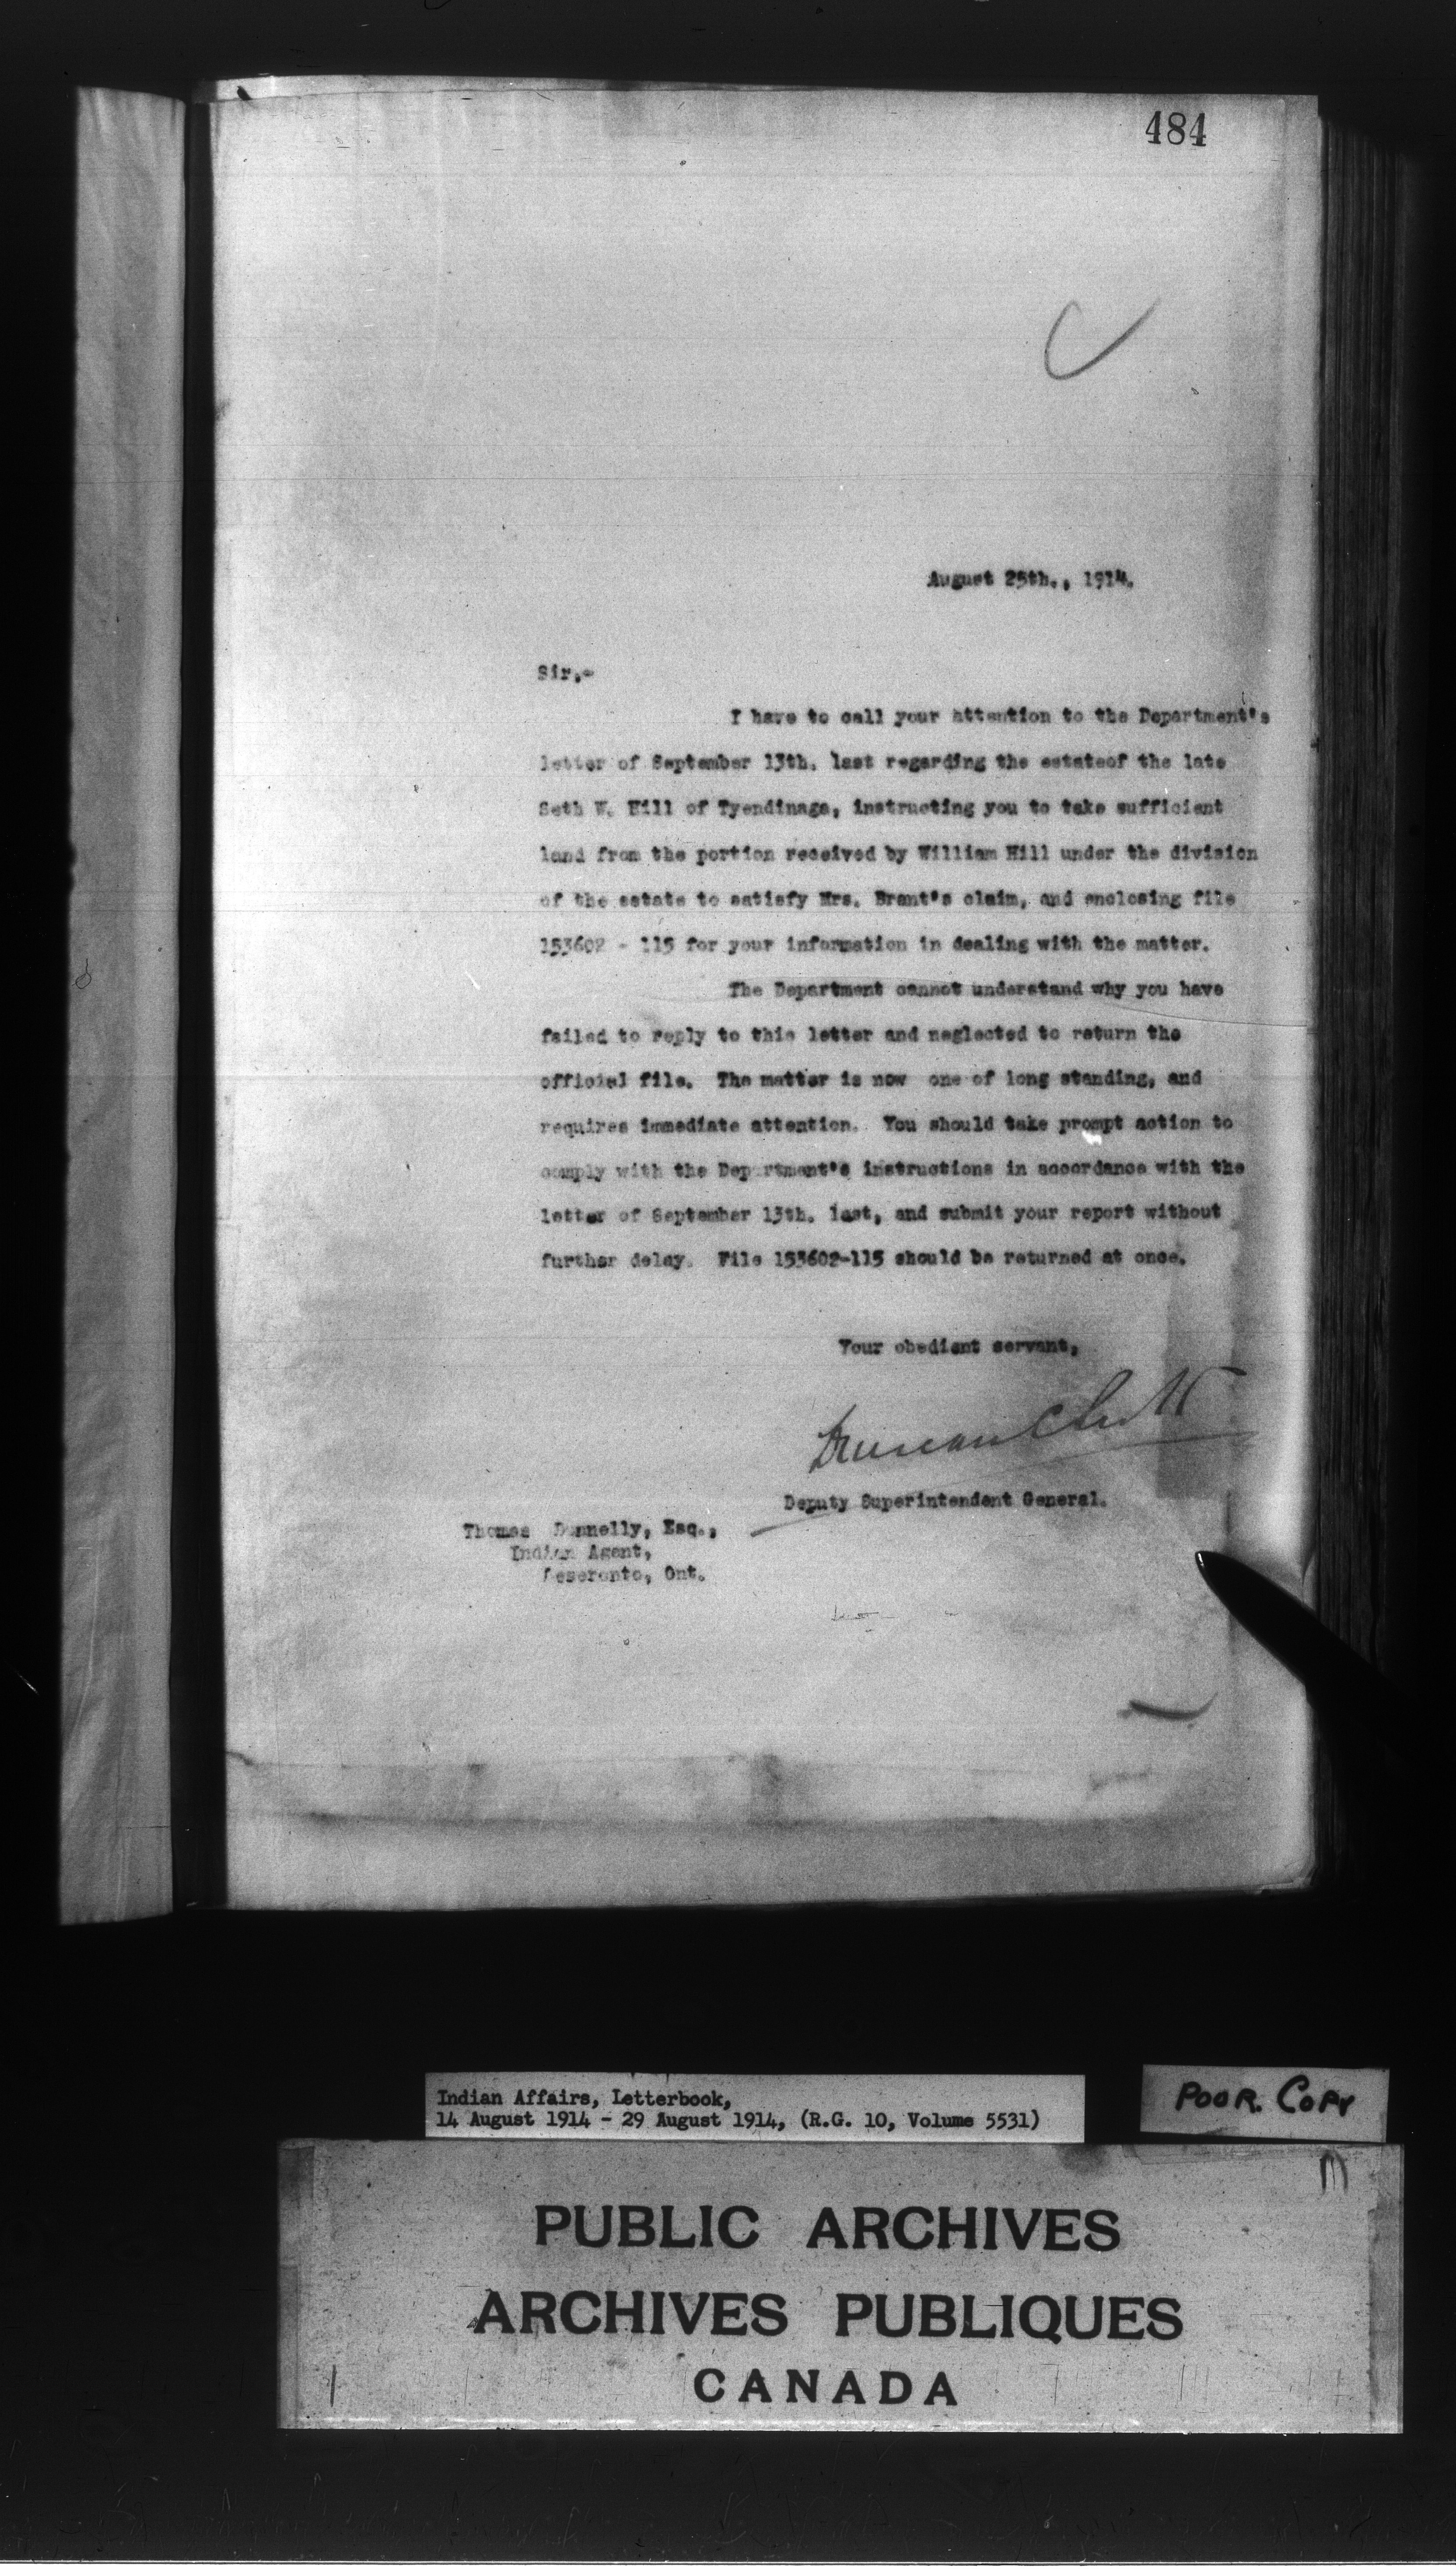 484
August 25th., 1914.
Sir,-
I have to call your attention to the Department's
letter of September 13th. last regarding the estateof the late
Seth W. Hill of Tyendinaga, instructing you to take sufficient
land from the portion received by William Hill under the division
of the estate to satisfy Mrs. Brant's claim, and enclosing file
153602 - 115 for your information in dealing with the matter.
The Department cannot understand why you have
failed to reply to this letter and neglected to return the
official file. The matter is now one of long standing, and
requires immediate attention. You should take prompt action to
comply with the Department's instructions in accordance with the
letter of September 13th. last, and submit your report without
further delay. File 153602-115 should be returned at once.
Your obedient servant,
Duncan C Scott
Deputy Superintendent General.
Thomas Donnelly, Esq.,
Indian Agent,
Deseronto, Ont.
Indian Affairs, Letterbook,
14 August 1914 - 29 August 1914, (R.G. 10, Volume 5531)
POOR. COPY
PUBLIC ARCHIVES
ARCHIVES PUBLIQUES
CANADA